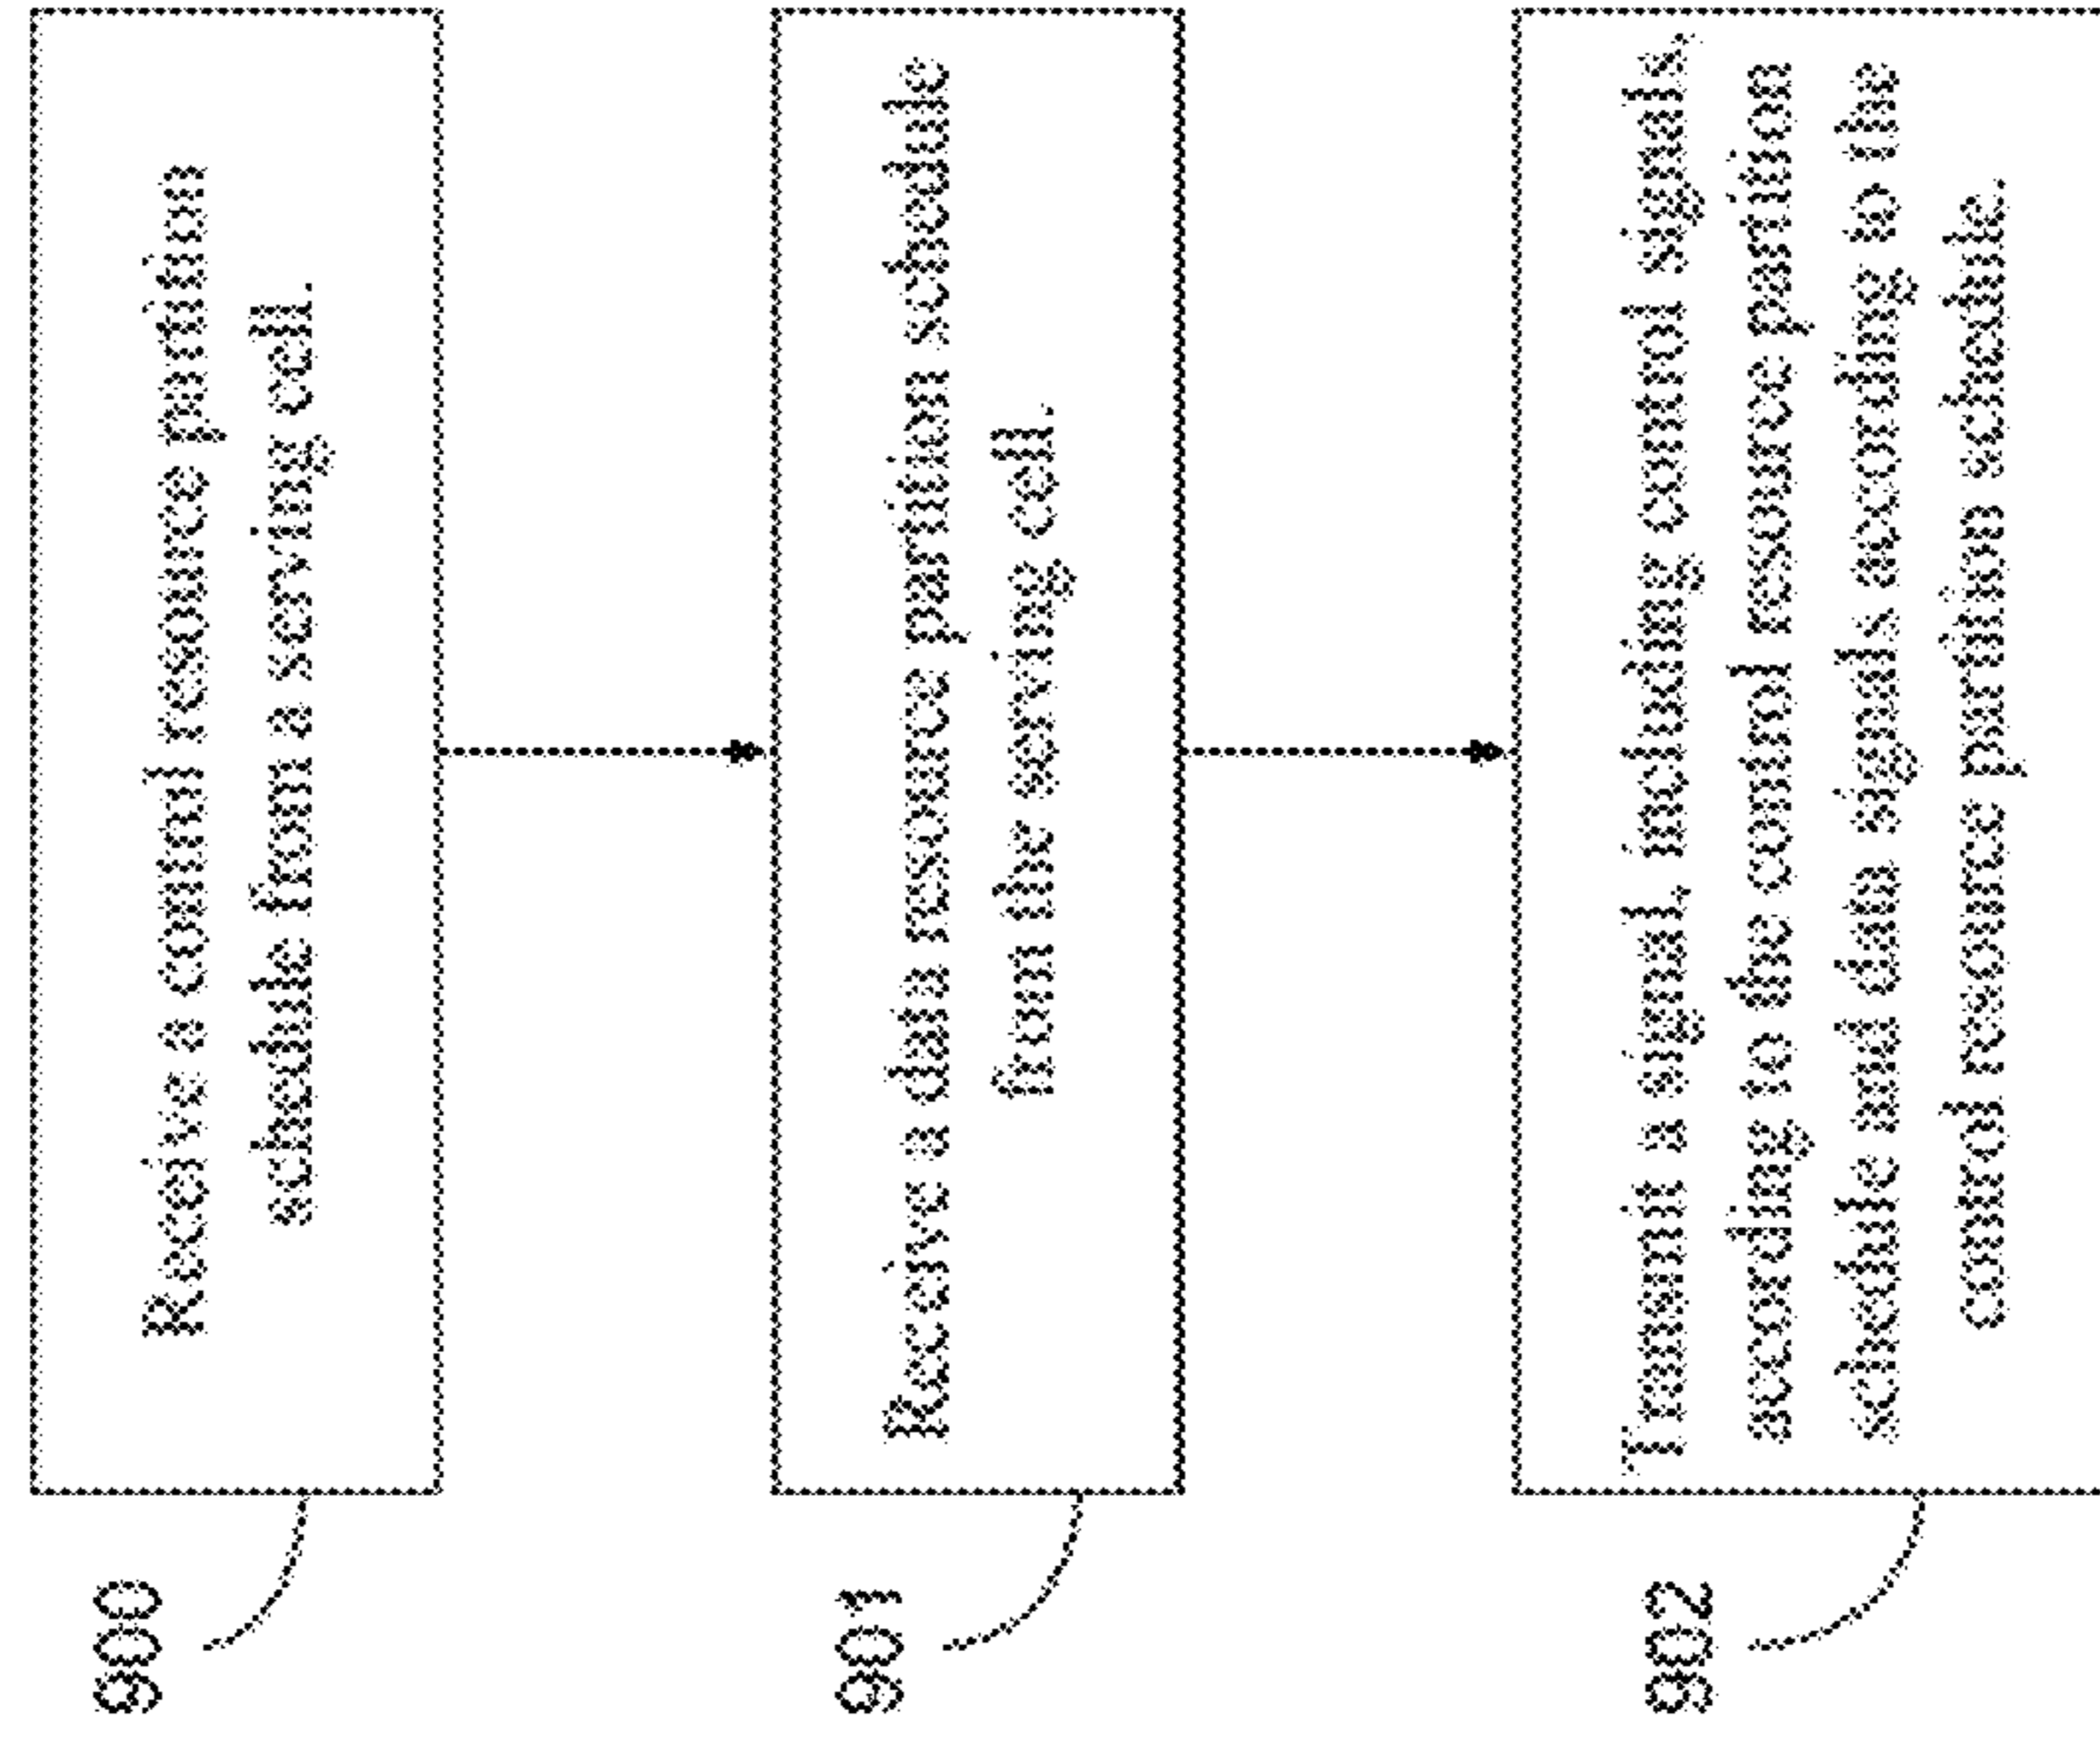 900
Receive a control resource partition
schedule from a serving cell.
901
Receive a data resource partition schedule
from the serving cell.
902
Transmit a signal, including control signals,
according to the control resource partition
schedule and data signals according to the
control resource partition schedule.